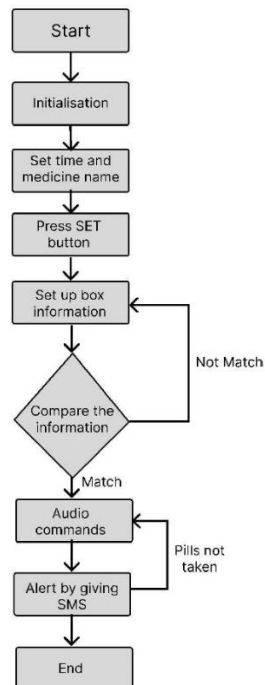 Start
Initialisation
Set time and
medicine name
Press SET
button
Set up box
information
Not Match
Compare the
information
Match
Audio
commands
Pills not
taken
Alert by giving
SMS
End